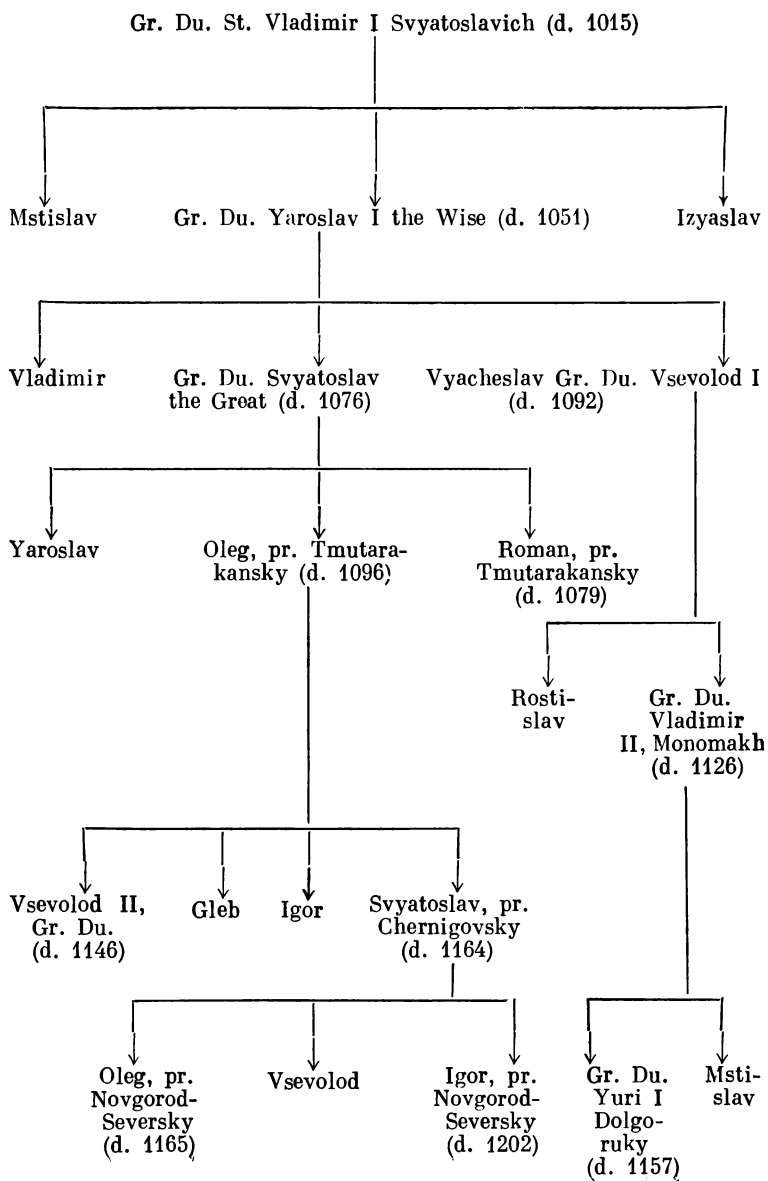 Gr. Du. St. Vladimir I Svyatoslavich (d. 1015)
Mstislav Gr. Du. Yaroslav I the Wise (d. 1051) Izyaslav
Vladimir Gr. Du. Svyatoslav Vyacheslav Gr. Du. Vsevolod I
the Great (d. 1076) (d. 1092)
Yaroslav
Oleg, pr. Tmutara-
kansky (d. 1096)
Roman, pr.
Tmutarakansky
(d. 1079)
Rosti-
slav
Gr. Du.
Vladimir
II, Monomakh
(d. 1126)
Vsevolod II,
Gr. Du.
(d. 1146)
Gleb
Igor
Svyatoslav, pr.
Chernigovsky
(d. 1164)
Oleg, pr.
Novgorod-
Seversky
(d. 1165)
Vsevolod
Igor, pr.
Novgorod-
Seversky
(d. 1202)
Gr. Du.
Yuri I
Dolgo-
ruky
(d. 1157)
Msti-
slav